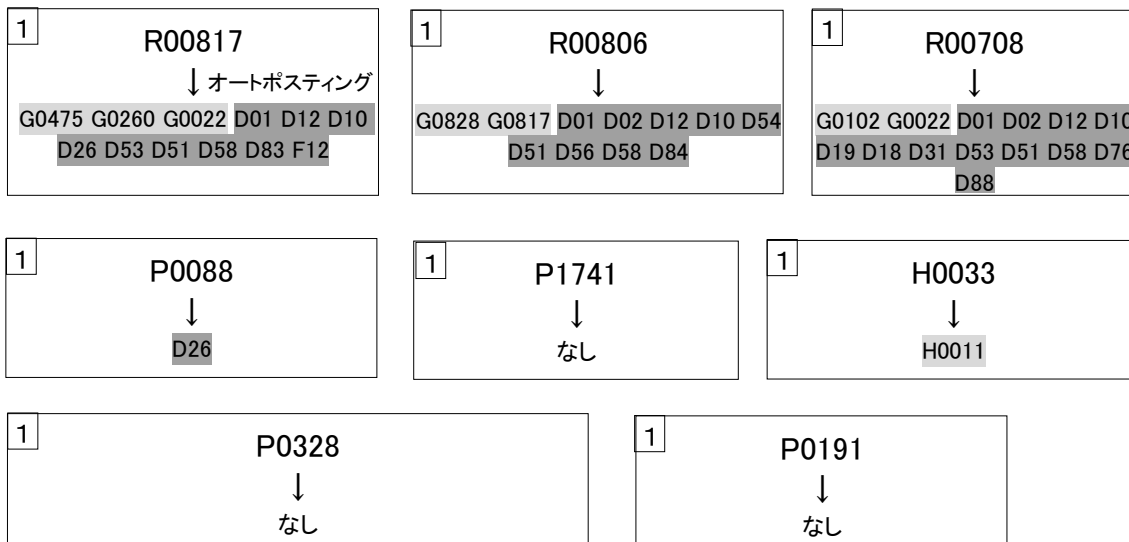 1
R00817
↓ オートポスティング
G0475 G0260 G0022 D01 D12 D10
D26 D53 D51 D58 D83 F12
1
R00806
↓
G0828 G0817 D01 D02 D12 D10 D54
D51 D56 D58 D84
1
R00708
↓
G0102 G0022 D01 D02 D12 D10
D19 D18 D31 D53 D51 D58 D76
D88
1
P0088
↓
D26
1
P1741
↓
なし
1
H0033
↓
H0011
1
P0328
↓
なし
1
P0191
↓
なし